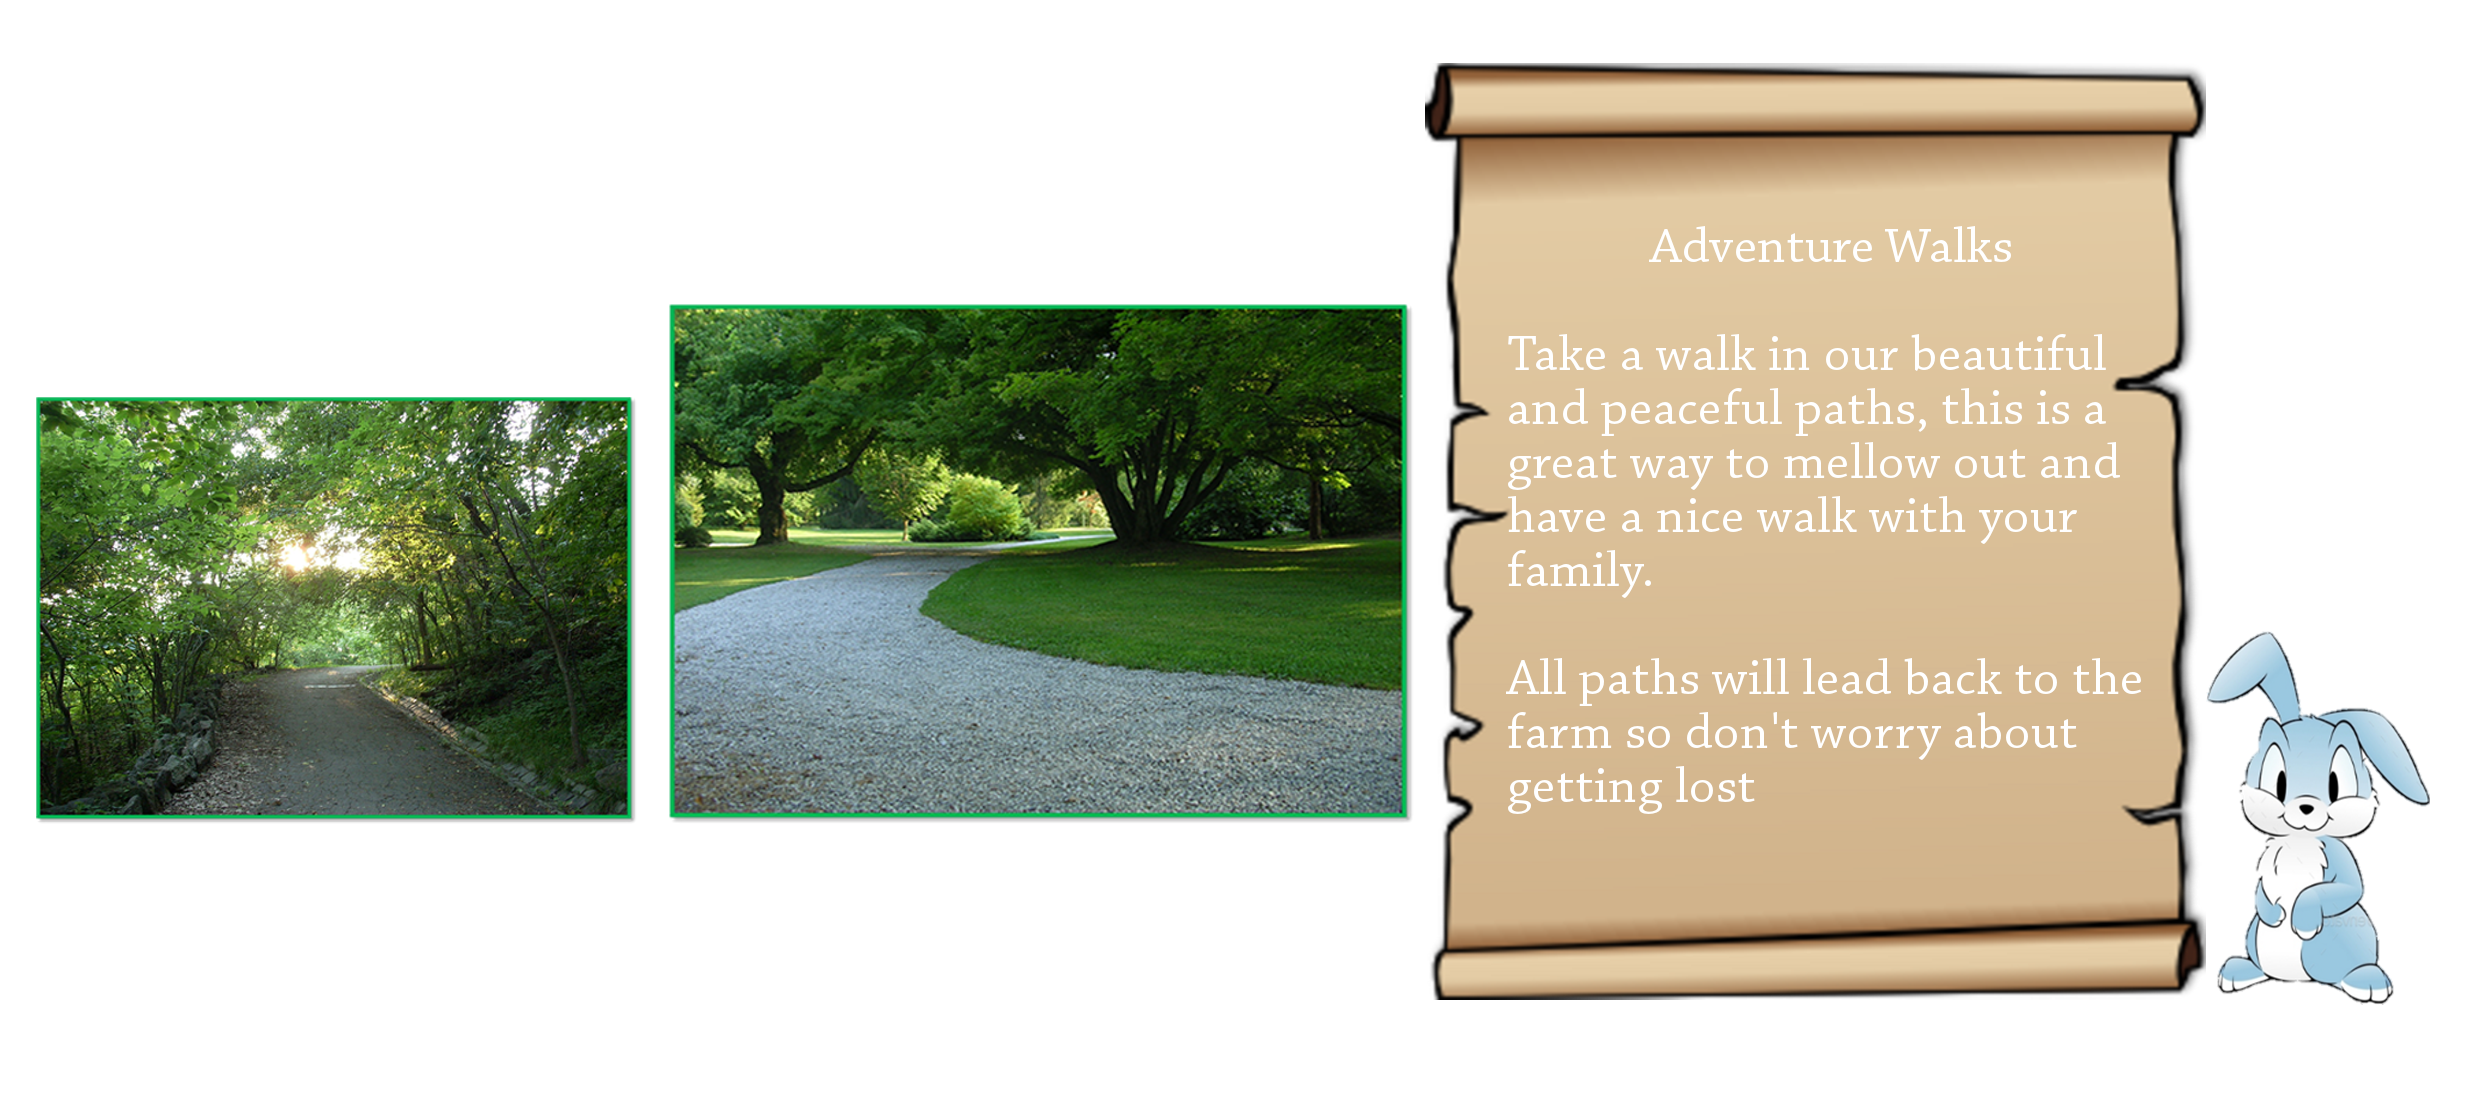 Adventure Walks
Take a walk in our beautiful
and peaceful paths, this is a
great way to mellow out and
have a nice walk with your
family.
All paths will lead back to the
farm so don't worry about
getting lost